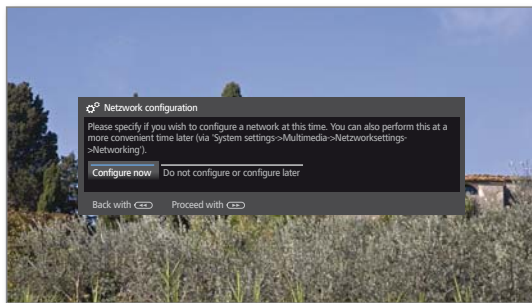 Netzwork configuration
Please specify if you wish to configure a network at this time. You can also perform this at a
more convenient time later (via 'System settings->Multimedia->Netzworksettings-
>Networking').
Configure now Do not configure or configure later
Back with Proceed with